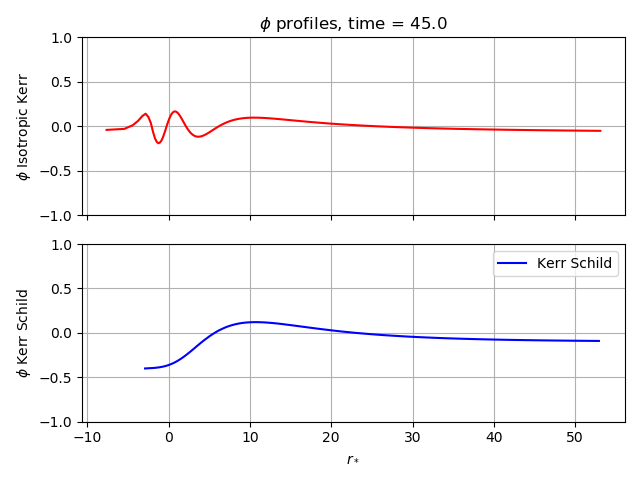 ϕ profiles, time = 45.0
1.0
0.5
0.0
−0.5
−1.0
ϕ Isotropic Kerr
1.0
0.5
0.0
−0.5
−1.0
ϕ Kerr Schild
Kerr Schild
−10 0 10 20 30 40 50
r*